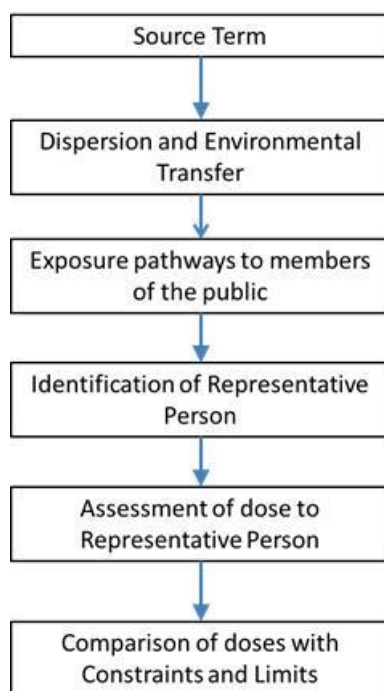 Source Term
Dispersion and Environmental
Transfer
Exposure pathways to members
of the public
Identification of Representative
Person
Assessment of dose to
Representative Person
Comparison of doses with
Constraints and Limits